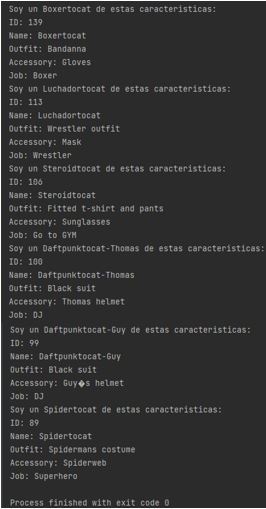 Soy un Boxertocat de estas caracteristicas:
ID: 139
Name: Boxertocat
Outfit: Bandanna
Accessory: Gloves
Job: Boxer
Soy un Luchadortocat de estas caracteristicas:
ID: 113
Name: Luchadortocat
Outfit: Wrestler outfit
Accessory: Mask
Job: Wrestler
Soy un Steroidtocat de estas caracteristicas:
ID: 106
Name: Steroidtocat
Outfit: Fitted t-shirt and pants
Accessory: Sunglasses
Job: Go to GYM
Soy un Daftpunktocat-Thomas de estas caracteristicas:
ID: 100
Name: Daftpunktocat-Thomas
Outfit: Black suit
Accessory: Thomas helmet
Job: DJ
Soy un Daftpunktocat-Guy de estas caracteristicas:
ID: 99
Name: Daftpunktocat-Guy
Outfit: Black suit
Accessory: Guy�s helmet
Job: DJ
Soy un Spidertocat de estas caracteristicas:
ID: 89
Name: Spidertocat
Outfit: Spidermans costume
Accessory: Spiderweb
Job: Superhero
Process finished with exit code 0